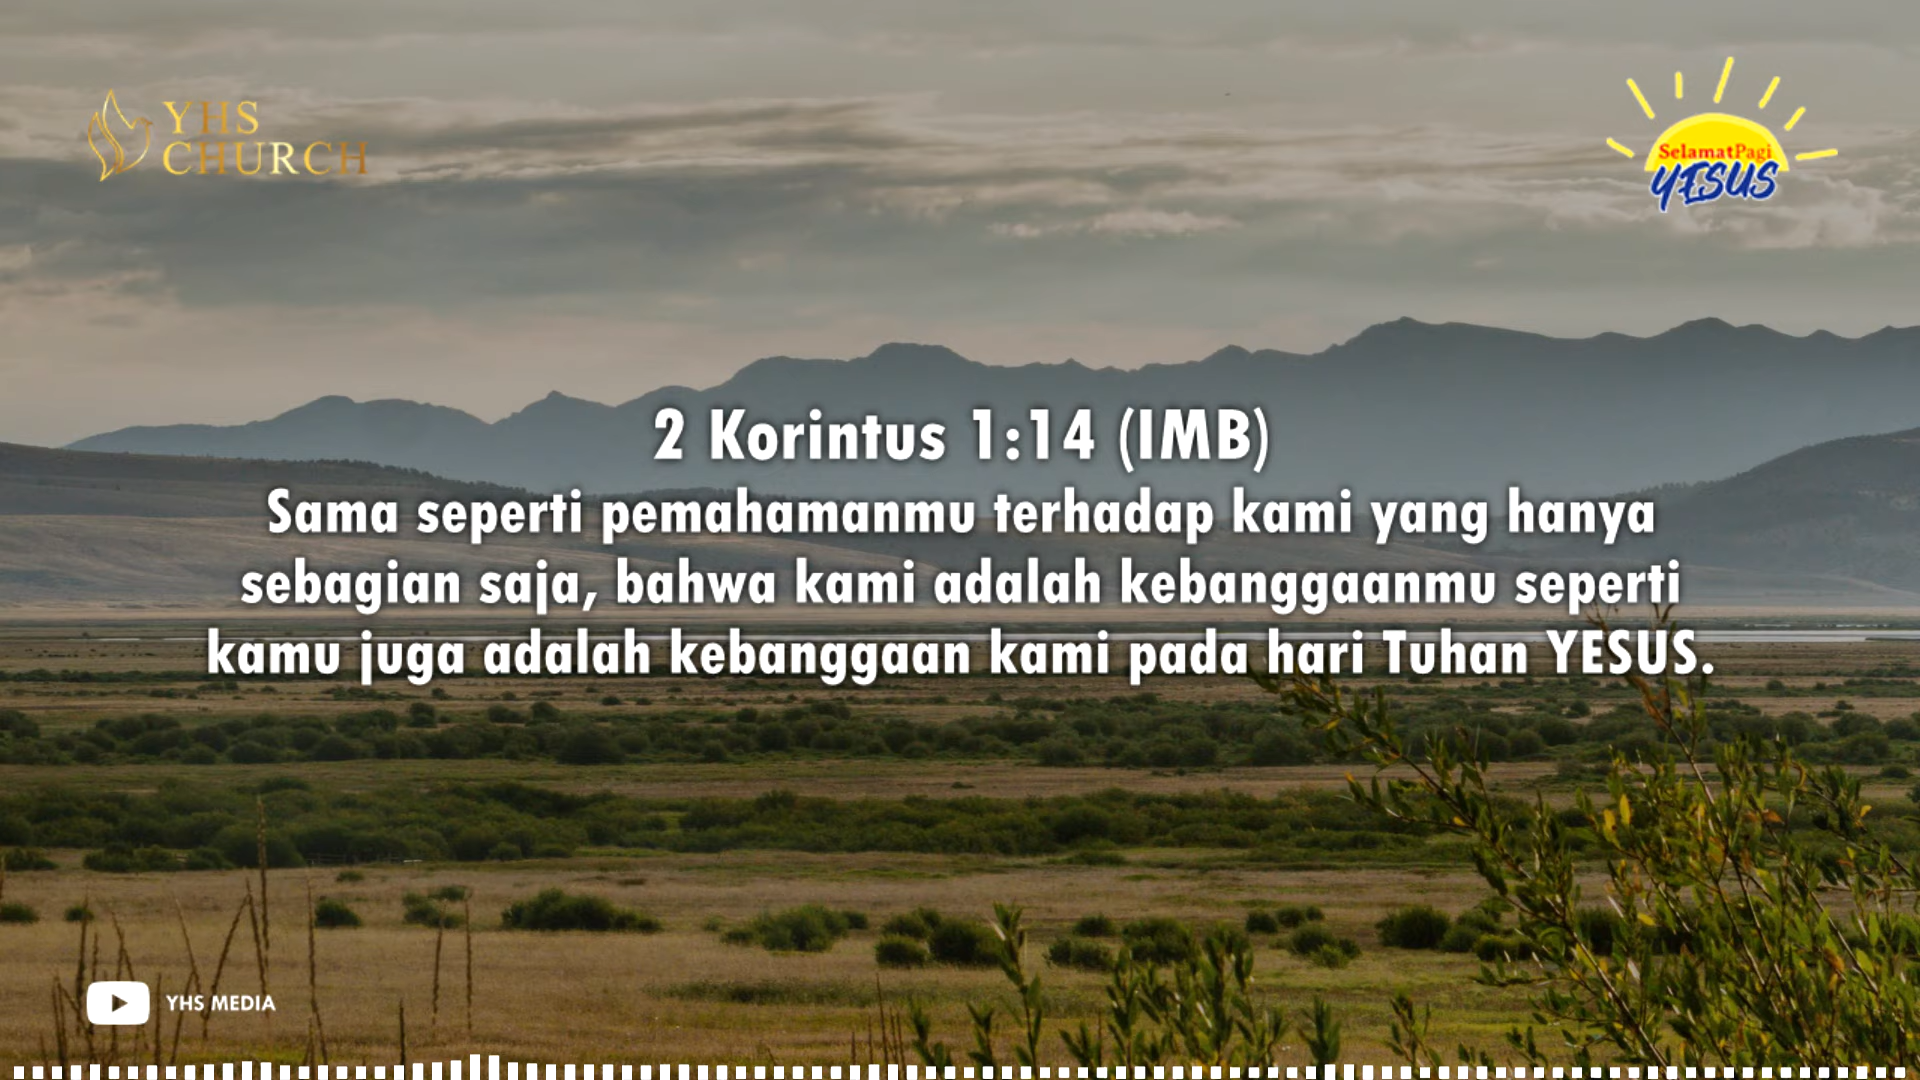 YHS
CHURCH
SelamatPagi
YESUS
2 Korintus 1:14 (IMB)
Sama seperti pemahamanmu terhadap kami yang hanya
sebagian saja, bahwa kami adalah kebanggaanmu seperti
kamu juga adalah kebanggaan kami pada hari Tuhan YESUS.
YHS MEDIA